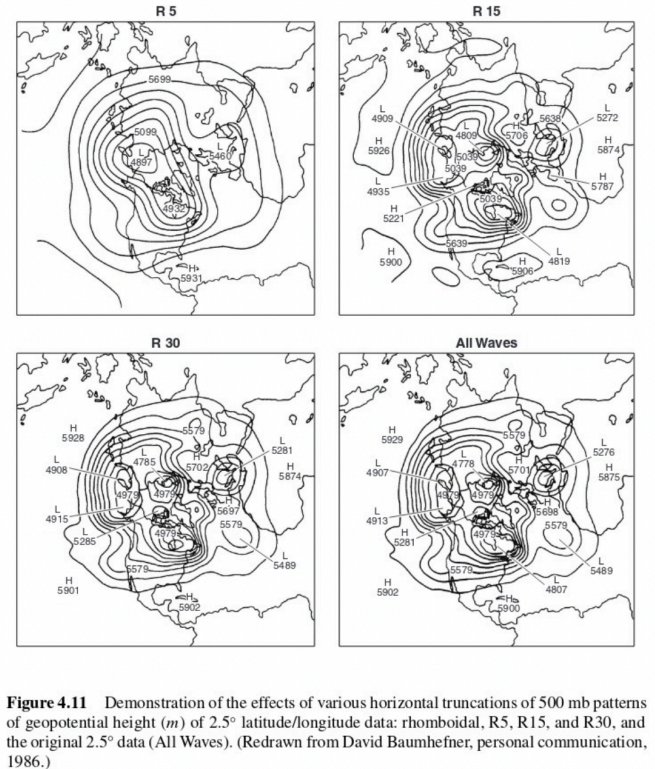 R 5
R 15
5699
5099
L
4897
L
5460
4932
H
5931
L
4909
L
4809
H
5706
5638
L
5272
H
5926
5039
5039
H
5874
L
4935
H
5787
H
5221
5039
5639
H
5900
H
5906
L
4819
R 30
All Waves
H
5928
5579
L
4785
H
5702
L
5281
L
4908
4979
4979
H
5874
L
4915
H
5697
L
5285
4979
5579
5579
L
5489
H
5901
H
5902
H
5929
5579
L
4778
H
5701
L
5276
L
4907
4979
4979
H
5875
L
4913
H
5698
H
5281
4979
5579
5579
L
5489
H
5902
H
5900
L
4807
Figure 4.11 Demonstration of the effects of various horizontal truncations of 500 mb patterns
of geopotential height (m) of 2.5° latitude/longitude data: rhomboidal, R5, R15, and R30, and
the original 2.5° data (All Waves). (Redrawn from David Baumhefner, personal communication,
1986.)